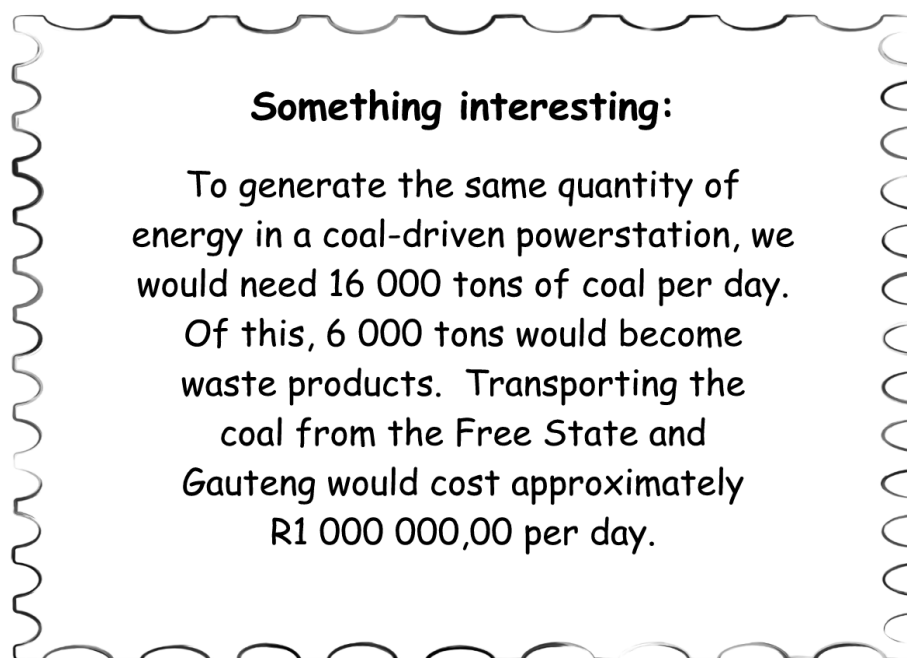 Something interesting:
To generate the same quantity of
energy in a coal-driven powerstation, we
would need 16 000 tons of coal per day.
Of this, 6 000 tons would become
waste products.  Transporting the
coal from the Free State and
Gauteng would cost approximately
R1 000 000,00 per day.